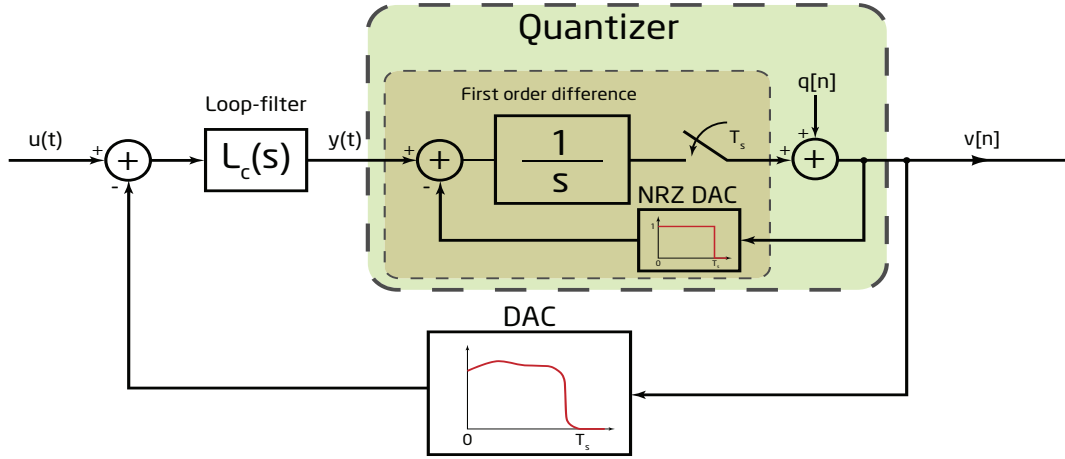 Quantizer
First order difference
q[n]
Loop-filter
u(t)
+
+
-
L_c(s)
y(t)
+
+
-
1
s
T_s
+
+
+
v[n]
NRZ DAC
1
0
T_s
DAC
0
T_s